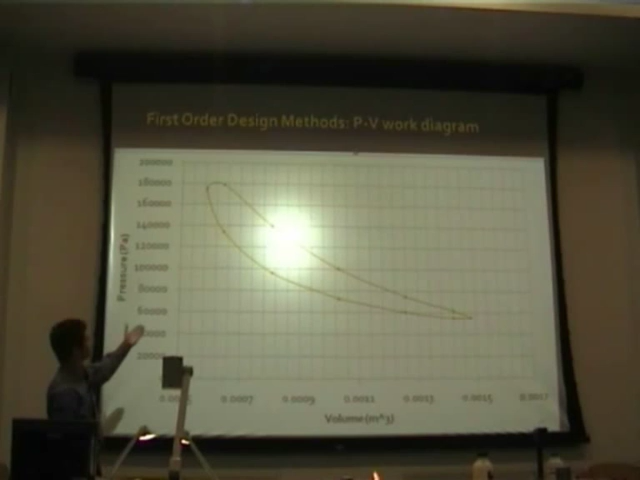 First Order Design Methods: P-V work diagram
200000
180000
160000
140000
120000
100000
80000
60000
Pressure (Pa)
0.0007 0.0009 0.0011 0.0013 0.0015 0.0017
Volume (m^3)